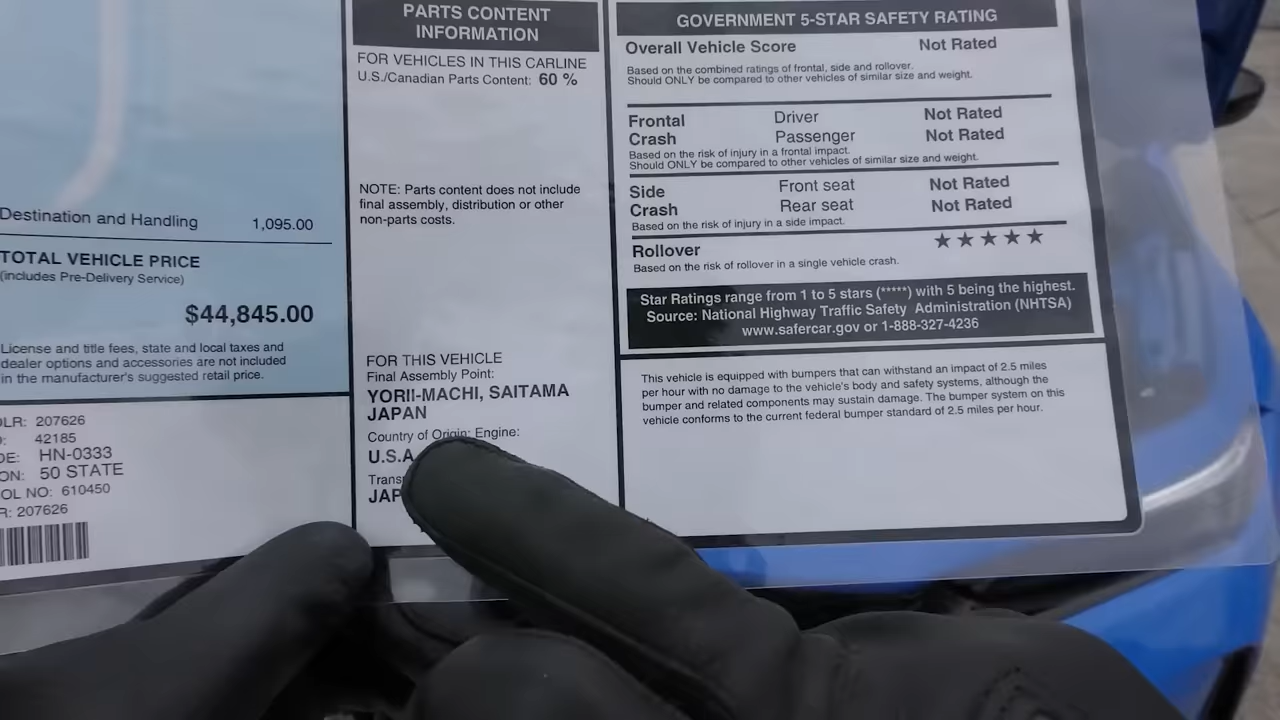 Destination and Handling 1,095.00
TOTAL VEHICLE PRICE
(includes Pre-Delivery Service)
$44,845.00
License and title fees, state and local taxes and
dealer options and accessories are not included
in the manufacturer's suggested retail price.
207626
42185
HN-0333
50 STATE
NO: 610450
207626
PARTS CONTENT
INFORMATION
FOR VEHICLES IN THIS CARLINE
U.S./Canadian Parts Content: 60 %
NOTE: Parts content does not include
final assembly, distribution or other
non-parts costs.
FOR THIS VEHICLE
Final Assembly Point:
YORII-MACHI, SAITAMA
JAPAN
Country of Origin: Engine:
U.S.A
GOVERNMENT 5-STAR SAFETY RATING
Overall Vehicle Score Not Rated
Based on the combined ratings of frontal, side and rollover.
Should ONLY be compared to other vehicles of similar size and weight.
Frontal Driver Not Rated
Crash Passenger Not Rated
Based on the risk of injury in a frontal impact.
Should ONLY be compared to other vehicles of similar size and weight.
Side Front seat Not Rated
Crash Rear seat Not Rated
Based on the risk of injury in a side impact.
Rollover ★★★★★
Based on the risk of rollover in a single vehicle crash.
Star Ratings range from 1 to 5 stars (*****) with 5 being the highest.
Source: National Highway Traffic Safety Administration (NHTSA)
www.safercar.gov or 1-888-327-4236
This vehicle is equipped with bumpers that can withstand an impact of 2.5 miles
per hour with no damage to the vehicle's body and safety systems, although the
bumper and related components may sustain damage. The bumper system on this
vehicle conforms to the current federal bumper standard of 2.5 miles per hour.